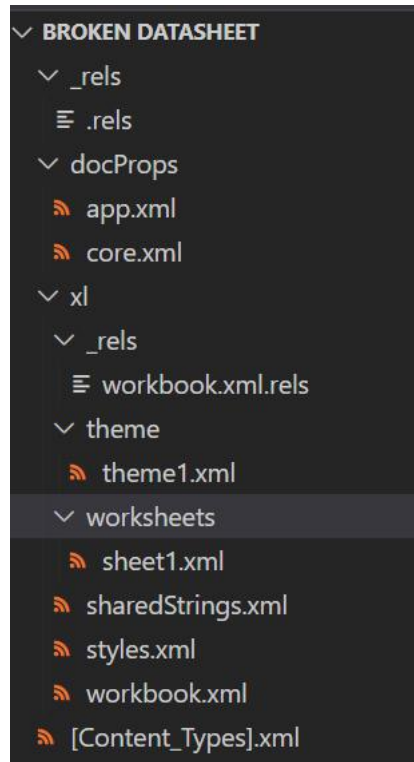 BROKEN DATASHEET
_rels
.rels
docProps
app.xml
core.xml
xl
_rels
workbook.xml.rels
theme
theme1.xml
worksheets
sheet1.xml
sharedStrings.xml
styles.xml
workbook.xml
[Content_Types].xml